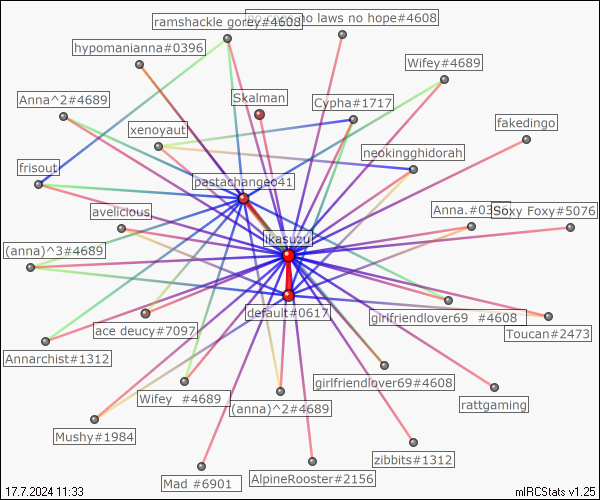 ramshackle gorey#4608
no laws no hope#4608
hypomanianna#0396
Wifey#4689
Anna^2#4689
Skalman
Cypha#1717
fakedingo
xenoyaut
neokingghidorah
frisout
pastachangeo41
avelicious
Anna.#03
Soxy Foxy#5076
ikasuzu
(anna)^3#4689
default#0617
girlfriendlover69 #4608
ace deucy#7097
Toucan#2473
Annarchist#1312
girlfriendlover69#4608
Wifey #4689
(anna)^2#4689
rattgaming
Mushy#1984
zibbits#1312
Mad #6901
AlpineRooster#2156
17.7.2024 11:33
mIRCStats v1.25